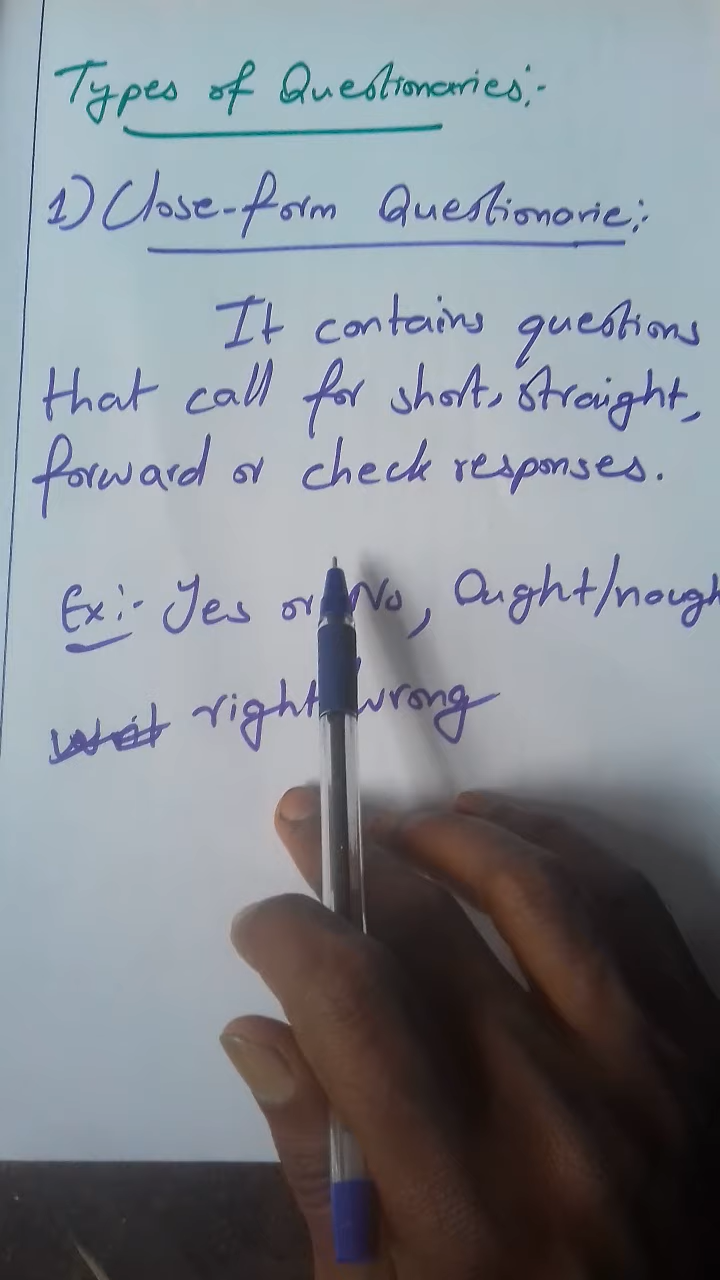 Types of Questionaries:-
1) Close-form Questionarie:-
It contains questions
that call for short, straight,
forward or check responses.
Ex:- Yes or No, Ought/nough
right wrong